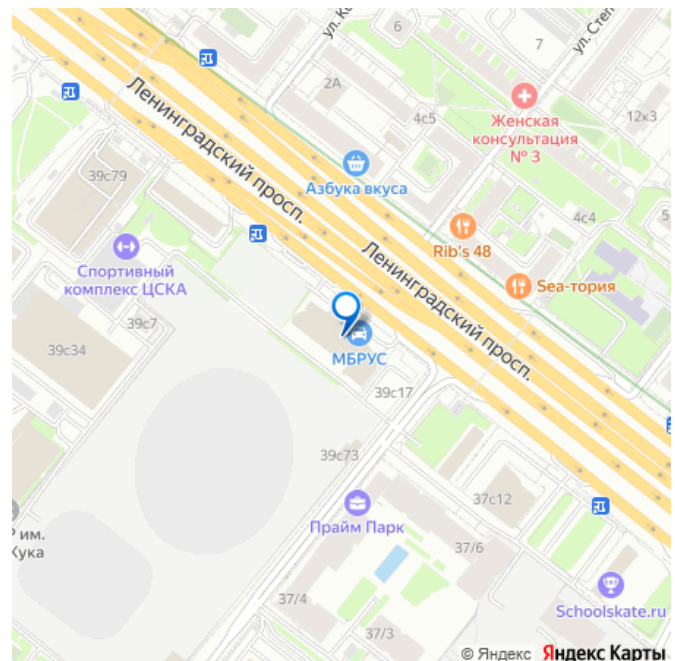 6
7
ул. Степ
2А
4с5
Женская
консультация
№ 3
12к3
Ленинградский просп.
39с79
Азбука вкуса
4с4
5
Rib's 48
Спортивный
комплекс ЦСКА
Sea-тория
Ленинградский просп.
39с7
39с34
МБРУС
39с17
39с73
37с12
Прайм Парк
им.
Кука
37/6
37/4
Schoolskate.ru
37/3
© Яндекс Яндекс Карты